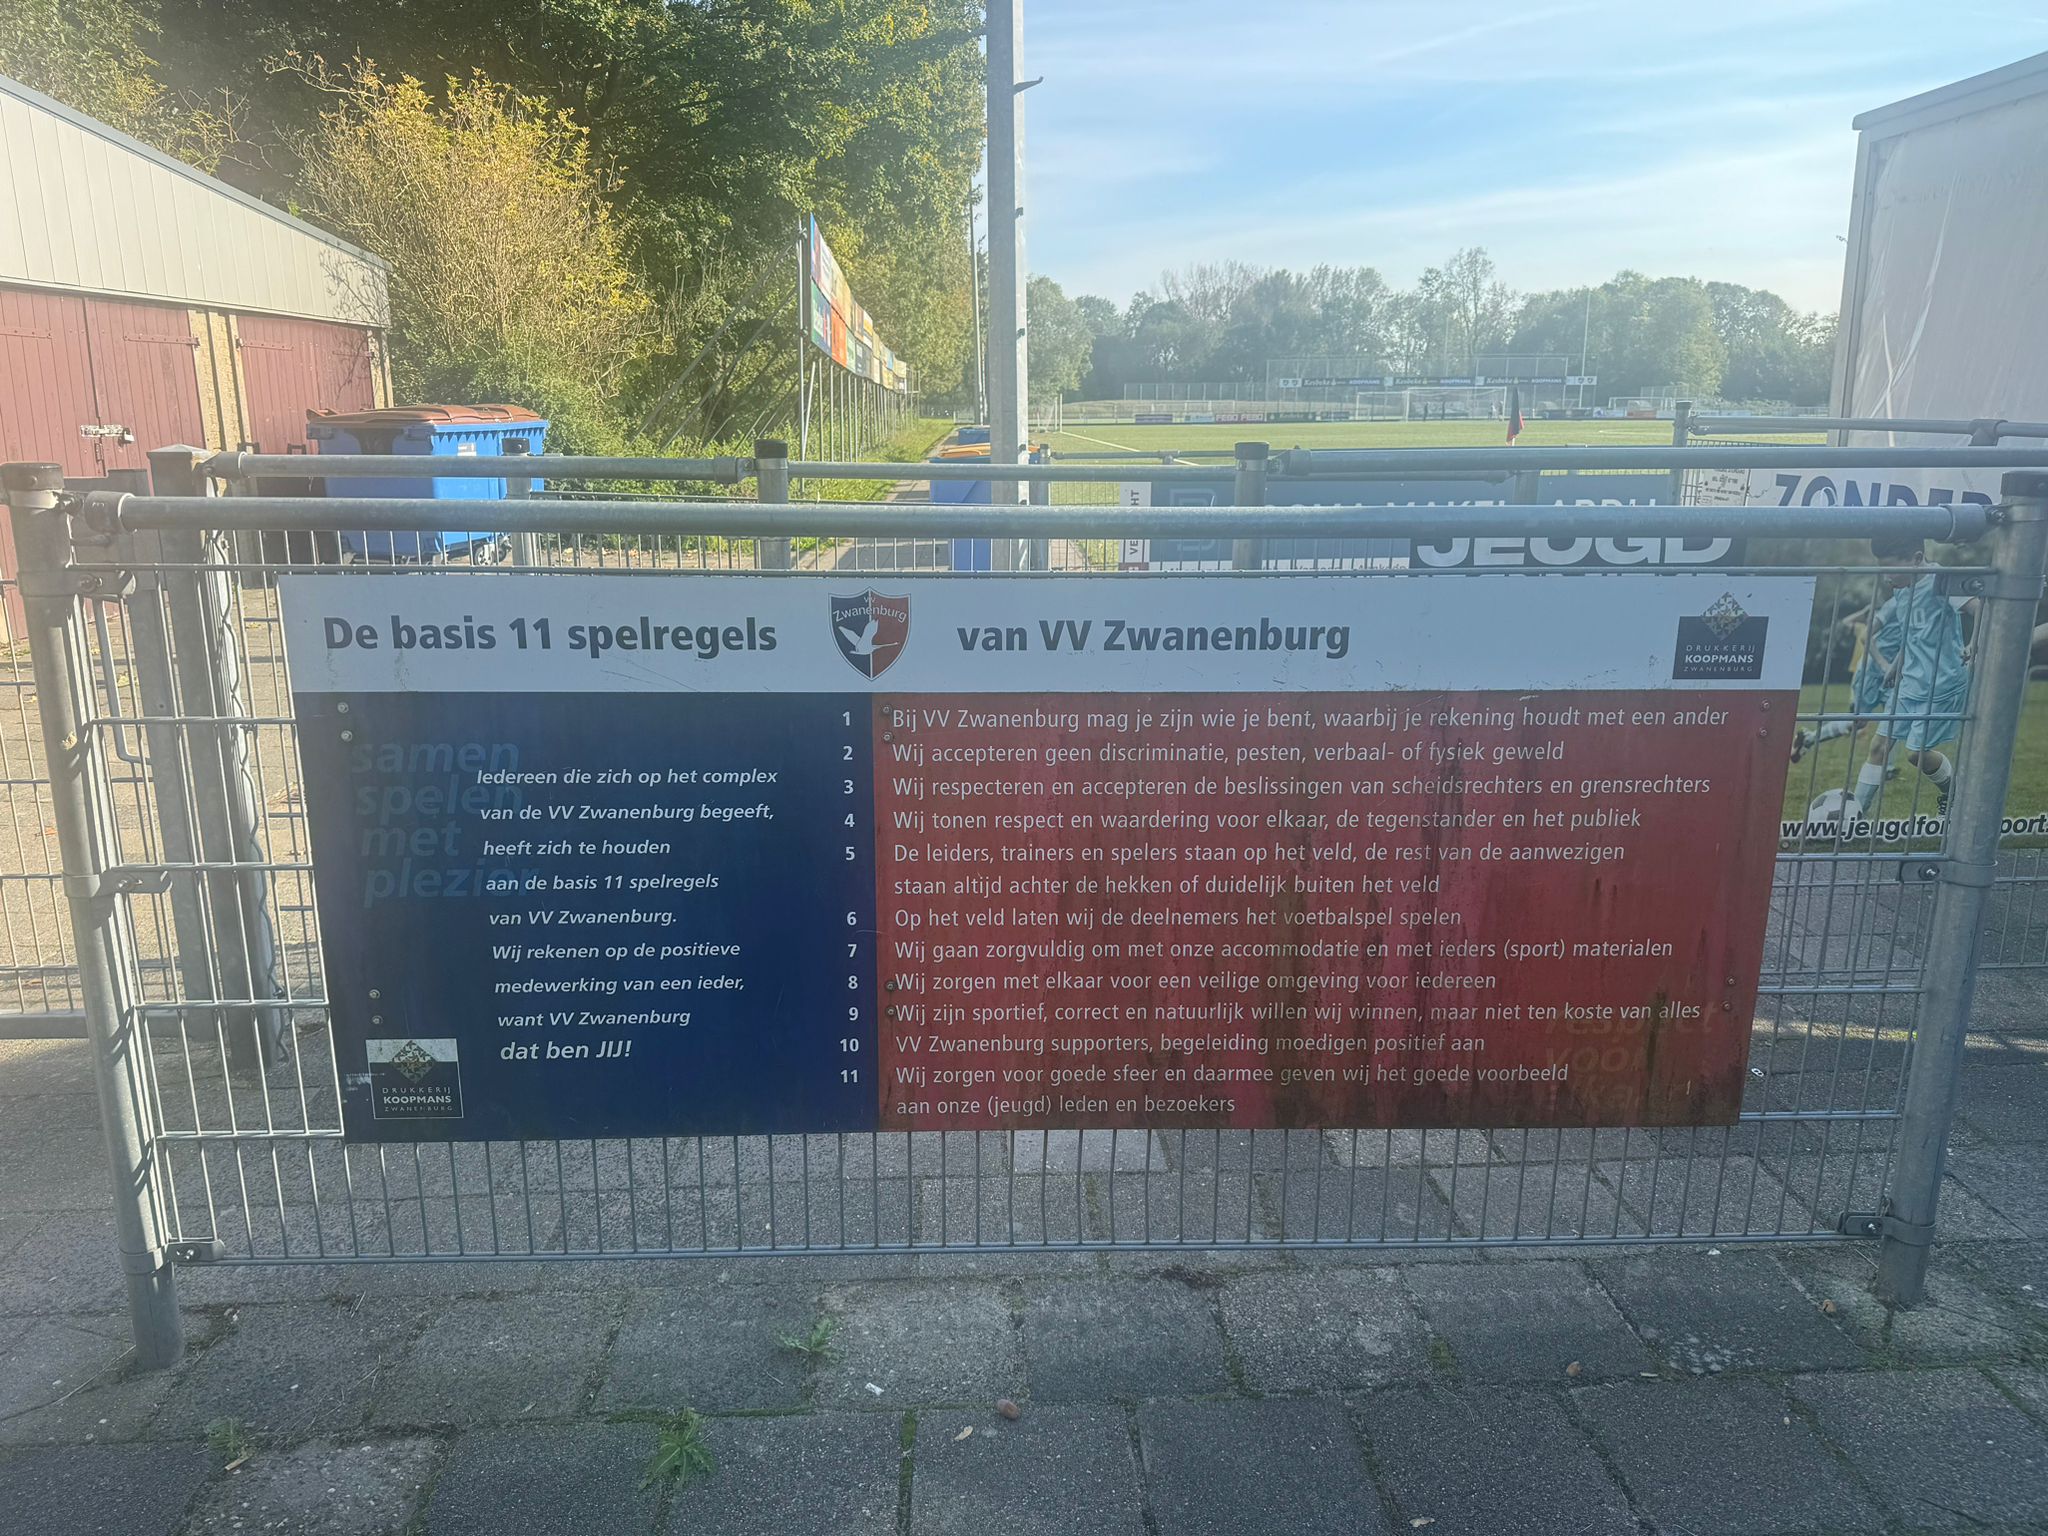 Kesbeke KOOPMANS Kesbeke KOOPMANS
FEBO FEBO
ZONDER
JEUGD
De basis 11 spelregels
VV
Zwanenburg
van VV Zwanenburg
DRUKKERIJ
KOOPMANS
ZWANENBURG
samen
spelen
met
plezier
Iedereen die zich op het complex
van de VV Zwanenburg begeeft,
heeft zich te houden
aan de basis 11 spelregels
van VV Zwanenburg.
Wij rekenen op de positieve
medewerking van een ieder,
want VV Zwanenburg
dat ben JIJ!
DRUKKERIJ
KOOPMANS
ZWANENBURG
1 Bij VV Zwanenburg mag je zijn wie je bent, waarbij je rekening houdt met een ander
2 Wij accepteren geen discriminatie, pesten, verbaal- of fysiek geweld
3 Wij respecteren en accepteren de beslissingen van scheidsrechters en grensrechters
4 Wij tonen respect en waardering voor elkaar, de tegenstander en het publiek
5 De leiders, trainers en spelers staan op het veld, de rest van de aanwezigen
staan altijd achter de hekken of duidelijk buiten het veld
6 Op het veld laten wij de deelnemers het voetbalspel spelen
7 Wij gaan zorgvuldig om met onze accommodatie en met ieders (sport) materialen
8 Wij zorgen met elkaar voor een veilige omgeving voor iedereen
9 Wij zijn sportief, correct en natuurlijk willen wij winnen, maar niet ten koste van alles
10 VV Zwanenburg supporters, begeleiding moedigen positief aan
11 Wij zorgen voor goede sfeer en daarmee geven wij het goede voorbeeld
aan onze (jeugd) leden en bezoekers
respect
voor
elkaar